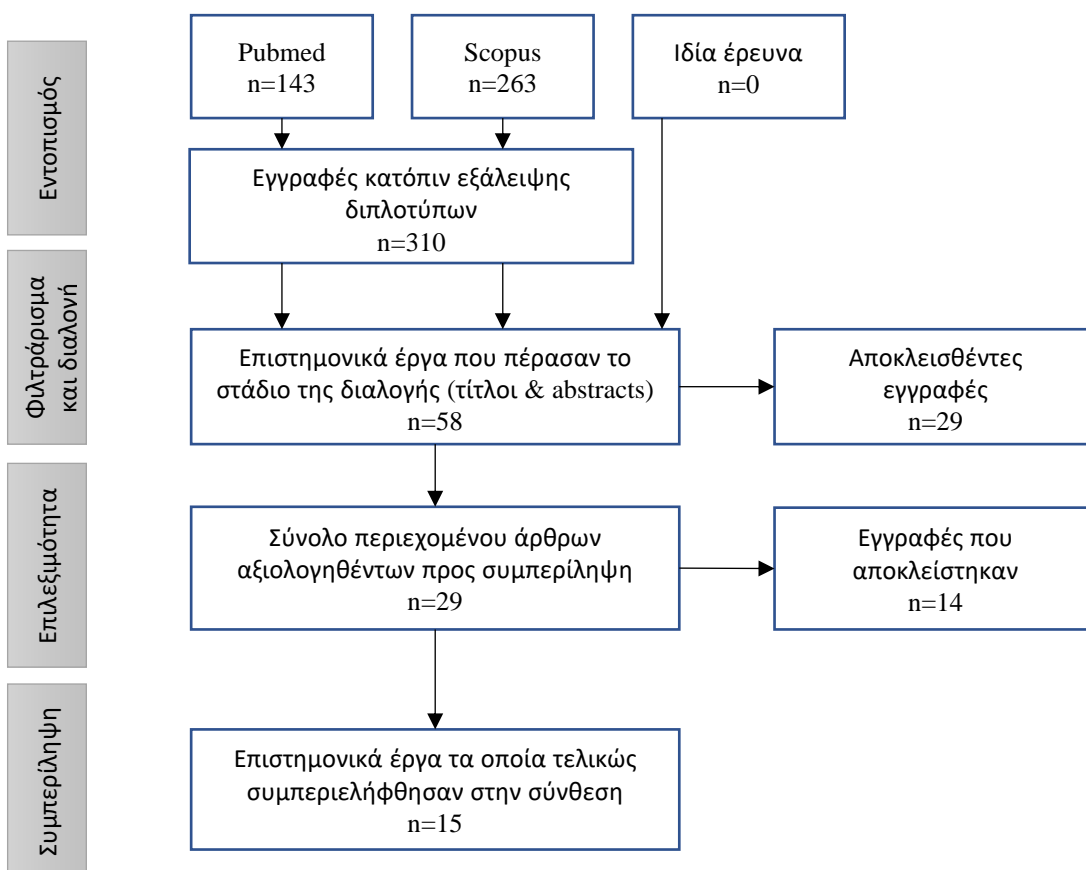 Εντοπισμός
Pubmed
n=143
Scopus
n=263
Ιδία έρευνα
n=0
Εγγραφές κατόπιν εξάλειψης
διπλοτύπων
n=310
Φιλτράρισμα
και διαλονή
Επιστημονικά έργα που πέρασαν το
στάδιο της διαλογής (τίτλοι & abstracts)
n=58
Αποκλεισθέντες
εγγραφές
n=29
Επιλεξιμότητα
Σύνολο περιεχομένου άρθρων
αξιολογηθέντων προς συμπερίληψη
n=29
Εγγραφές που
αποκλείστηκαν
n=14
Συμπερίληψη
Επιστημονικά έργα τα οποία τελικώς
συμπεριελήφθησαν στην σύνθεση
n=15